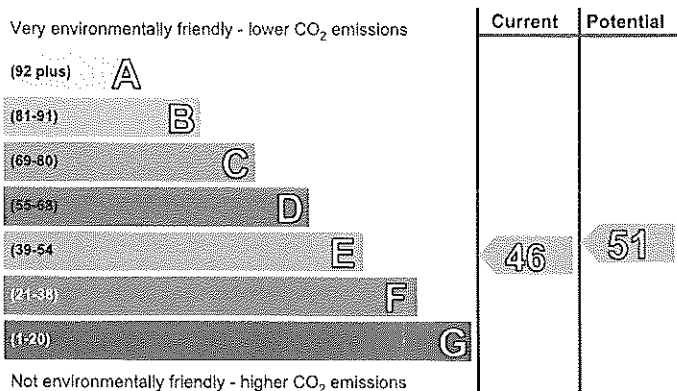 Current Potential
Very environmentally friendly - lower CO₂ emissions
(92 plus) A
(81-91) B
(69-80) C
(55-68) D
(39-54 E
46 51
(21-38) F
(1-20) G
Not environmentally friendly - higher CO₂ emissions